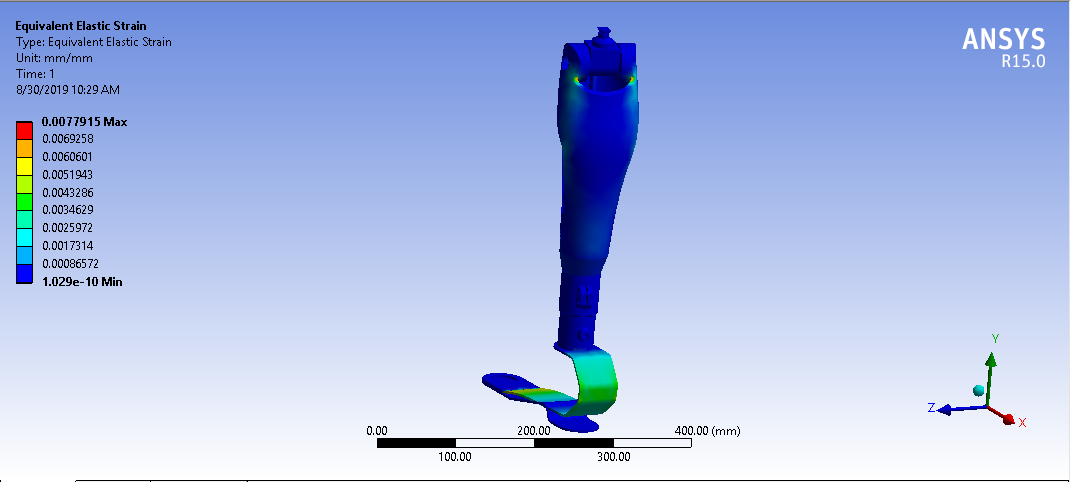 Equivalent Elastic Strain
Type: Equivalent Elastic Strain
Unit: mm/mm
Time: 1
8/30/2019 10:29 AM
0.0077915 Max
0.0069258
0.0060601
0.0051943
0.0043286
0.0034629
0.0025972
0.0017314
0.00086572
1.029e-10 Min
ANSYS
R15.0
Y
Z
X
0.00 200.00 400.00 (mm)
100.00 300.00